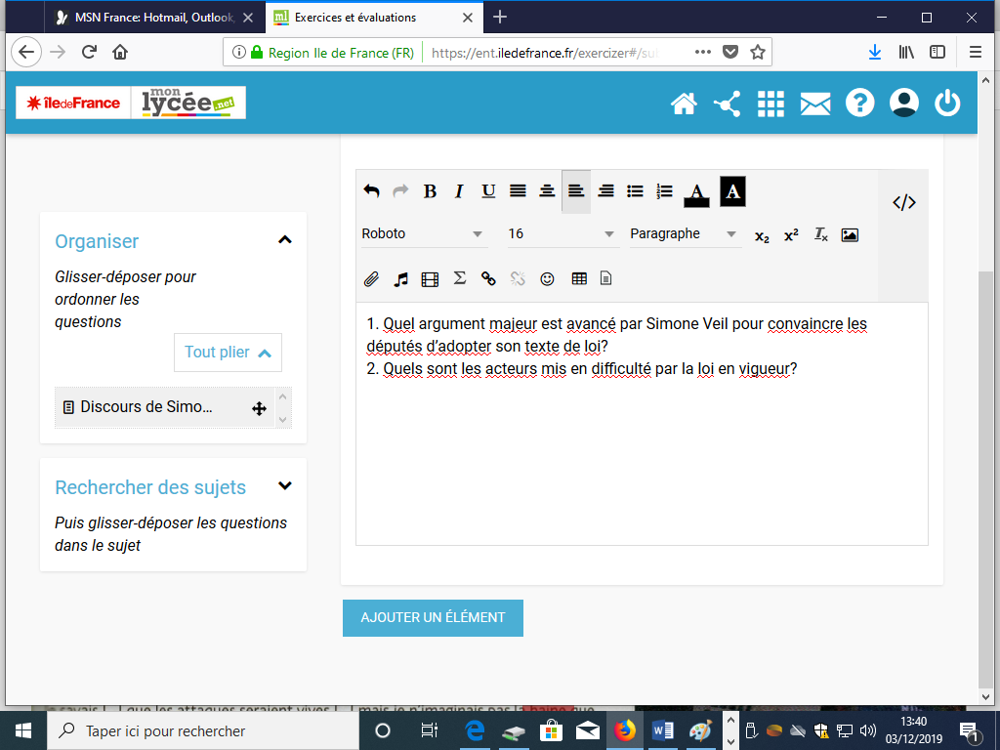 MSN France: Hotmail, Outlook,
Exercices et évaluations
Region Ile de France (FR)
https://ent.iledefrance.fr/exercizer#/su
îledeFrance
mon lycée.net
B I U A A
Roboto 16 Paragraphe x₂ x² Tx
Σ
</>
Organiser
Glisser-déposer pour
ordonner les
questions
Tout plier
Discours de Simo...
Rechercher des sujets
Puis glisser-déposer les questions
dans le sujet
1. Quel argument majeur est avancé par Simone Veil pour convaincre les
députés d'adopter son texte de loi?
2. Quels sont les acteurs mis en difficulté par la loi en vigueur?
AJOUTER UN ÉLÉMENT
que les attaques seraient vives
mais je n'imaginais pas la haine que
Taper ici pour rechercher
13:40
03/12/2019
1